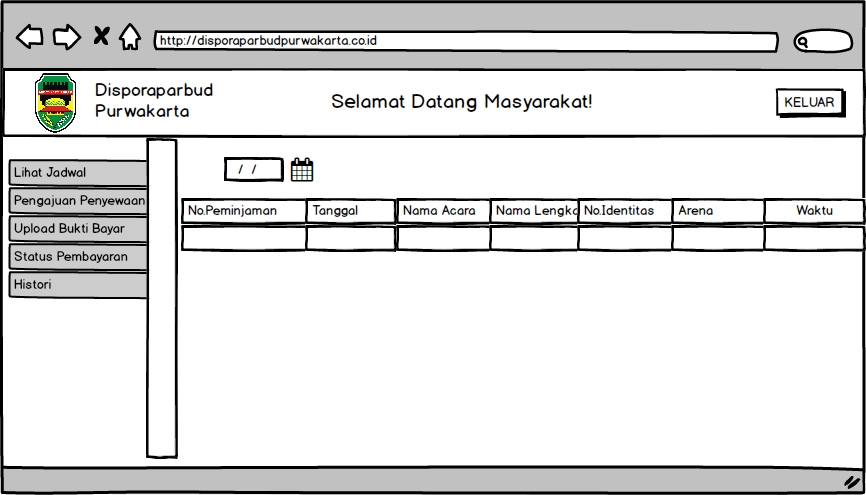 http://disporaparbudpurwakarta.co.id
Disporaparbud
Purwakarta
Selamat Datang Masyarakat!
KELUAR
Lihat Jadwal
Pengajuan Penyewaan
Upload Bukti Bayar
Status Pembayaran
Histori
/ /
No.Peminjaman Tanggal Nama Acara Nama Lengkc No.Identitas Arena Waktu